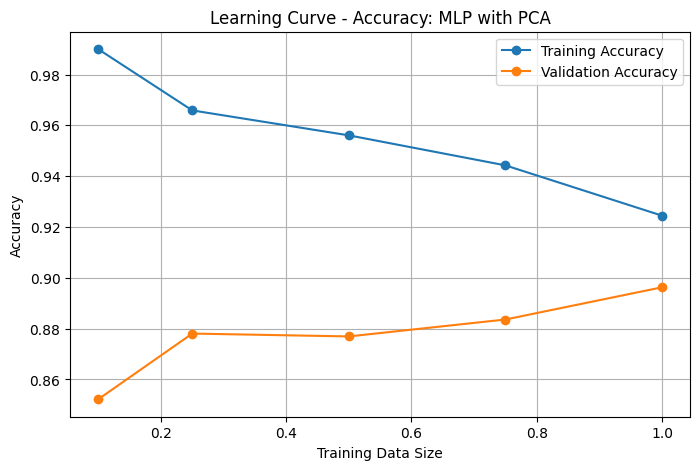 Learning Curve - Accuracy: MLP with PCA
Training Accuracy
Validation Accuracy
Accuracy
0.98
0.96
0.94
0.92
0.90
0.88
0.86
0.2
0.4
0.6
0.8
1.0
Training Data Size